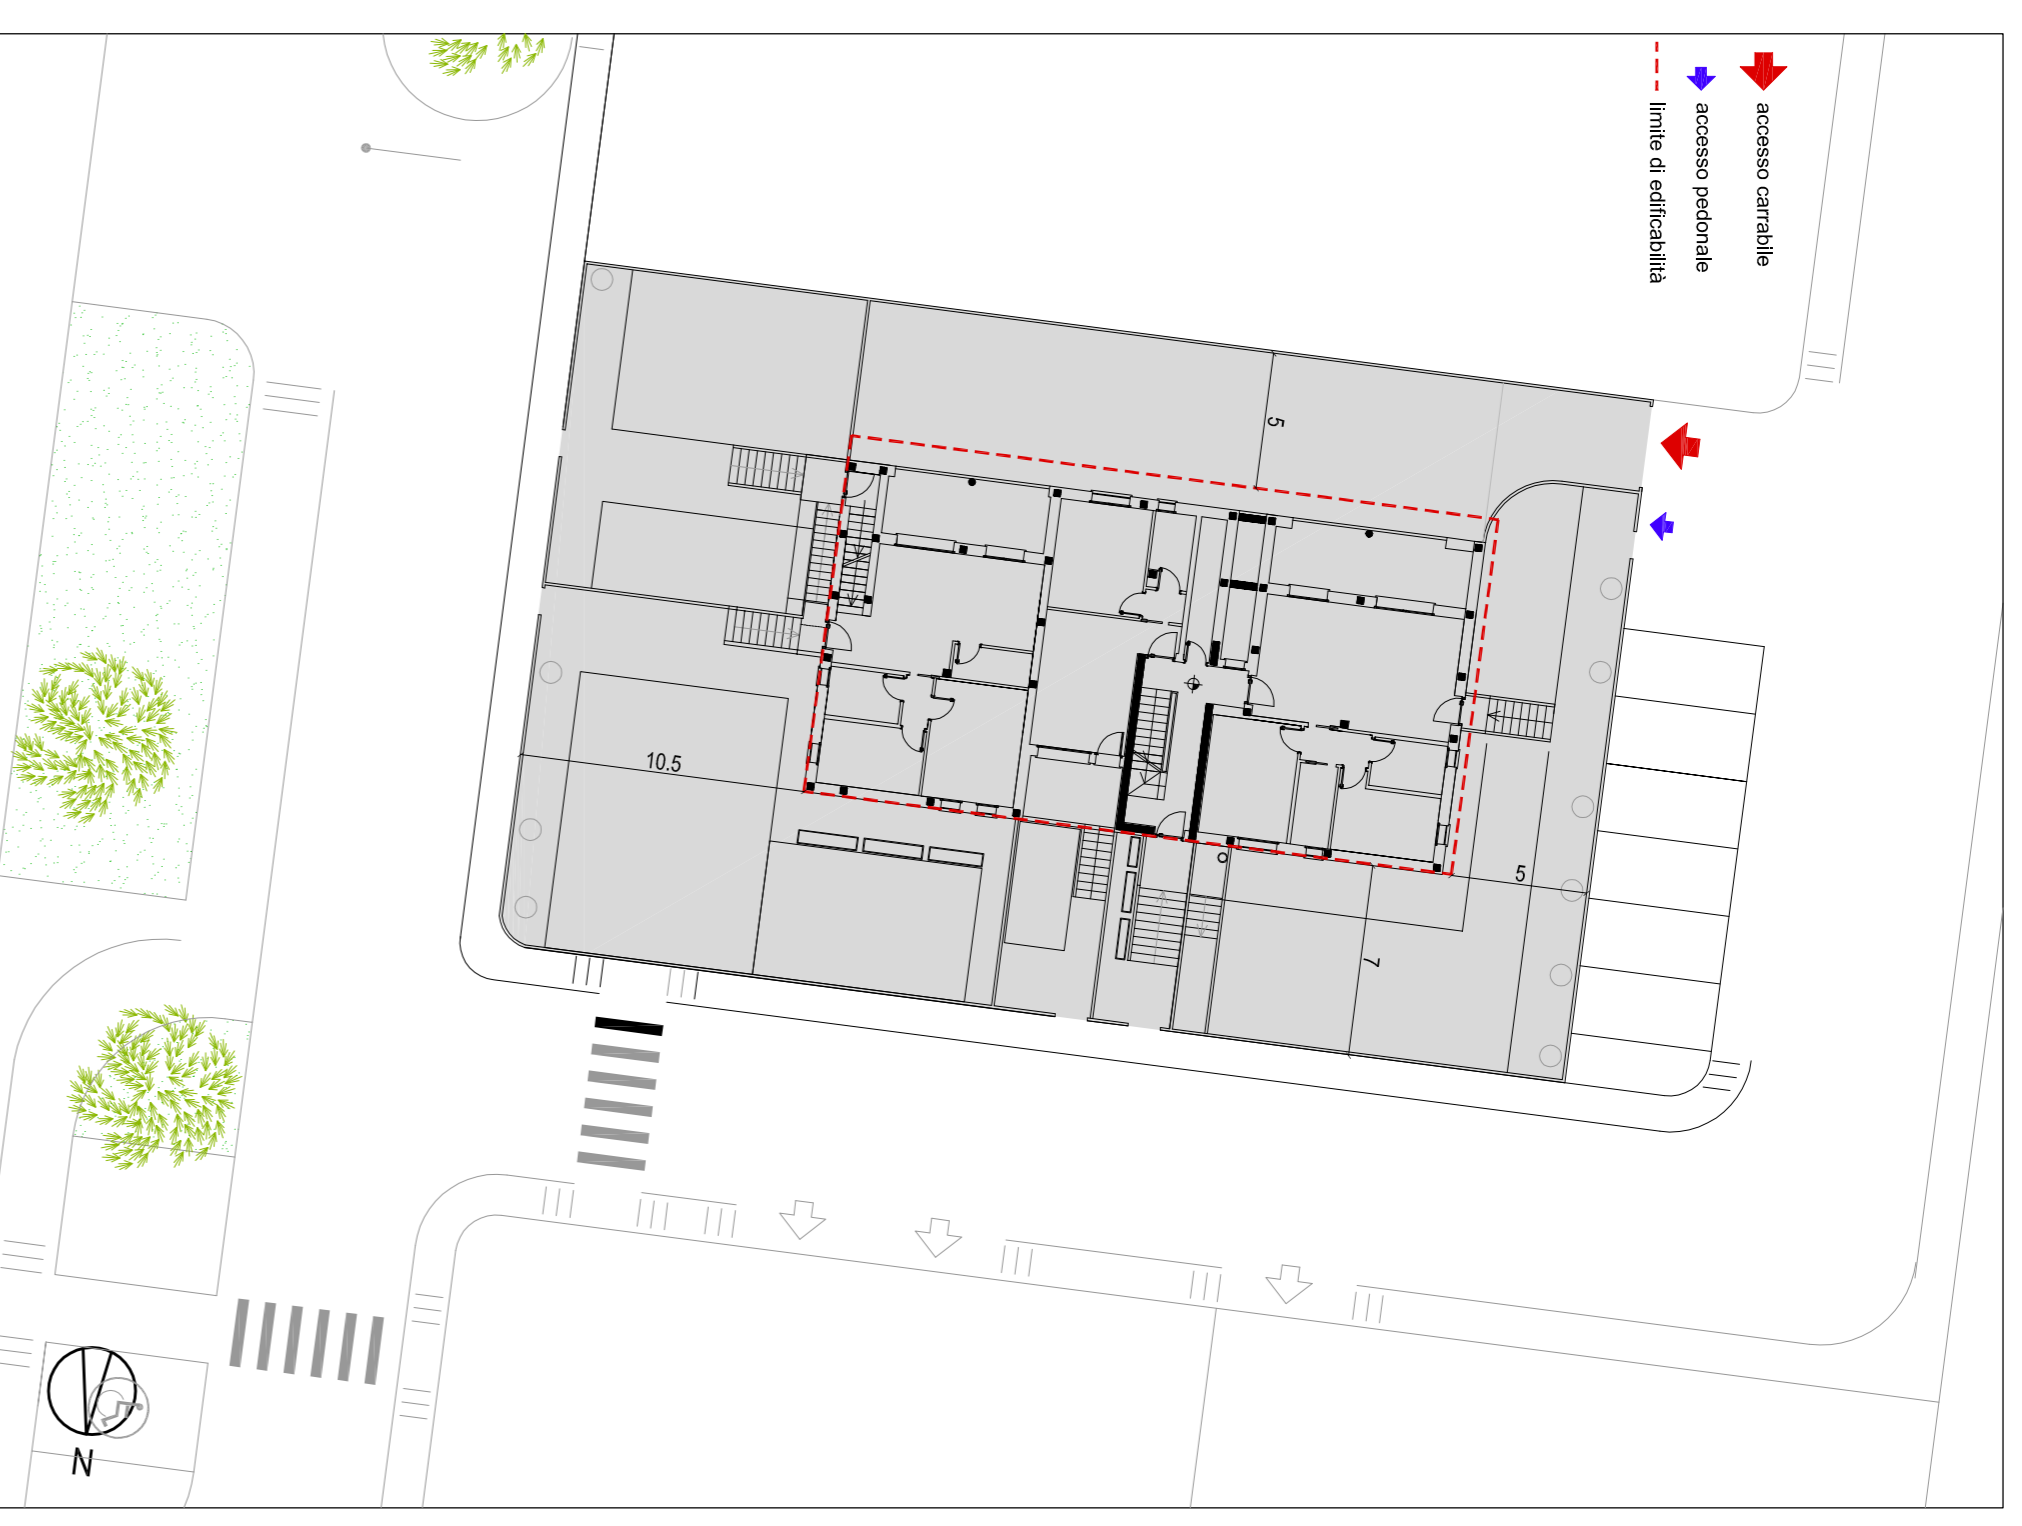 accesso carrabile
accesso pedonale
limite di edificabilità
5
10.5
5
7
N